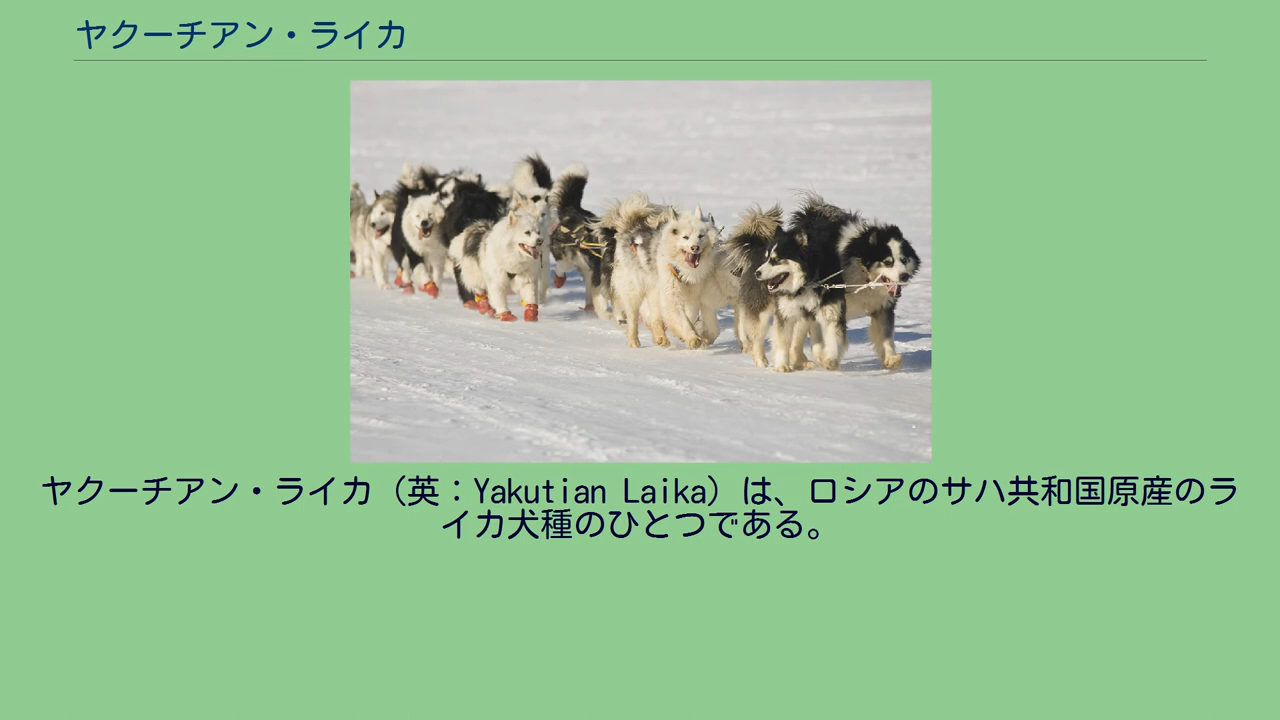 ヤクーチアン・ライカ
ヤクーチアン・ライカ（英：Yakutian Laika）は、ロシアのサハ共和国原産のラ
イカ犬種のひとつである。